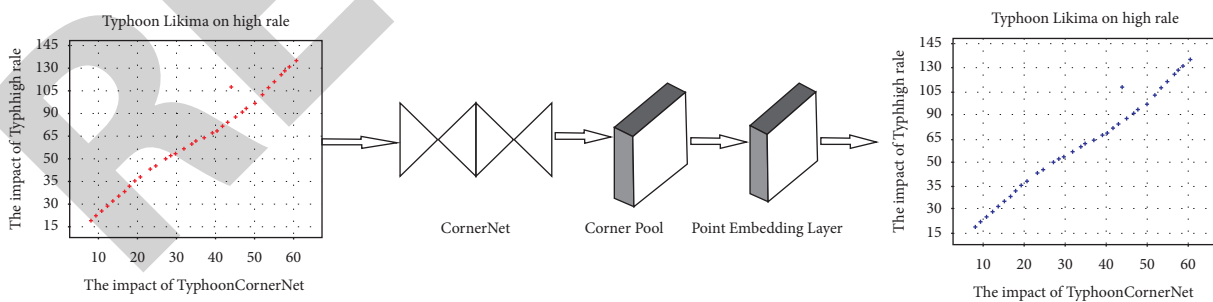 Typhoon Likima on high rale
The impact of Typhhigh rale
145
130
105
90
65
50
35
30
15
10 20 30 40 50 60
The impact of TyphoonCornerNet
CornerNet
Corner Pool
Point Embedding Layer
Typhoon Likima on high rale
The impact of Typhhigh rale
145
130
105
90
65
50
35
30
15
10 20 30 40 50 60
The impact of TyphoonCornerNet